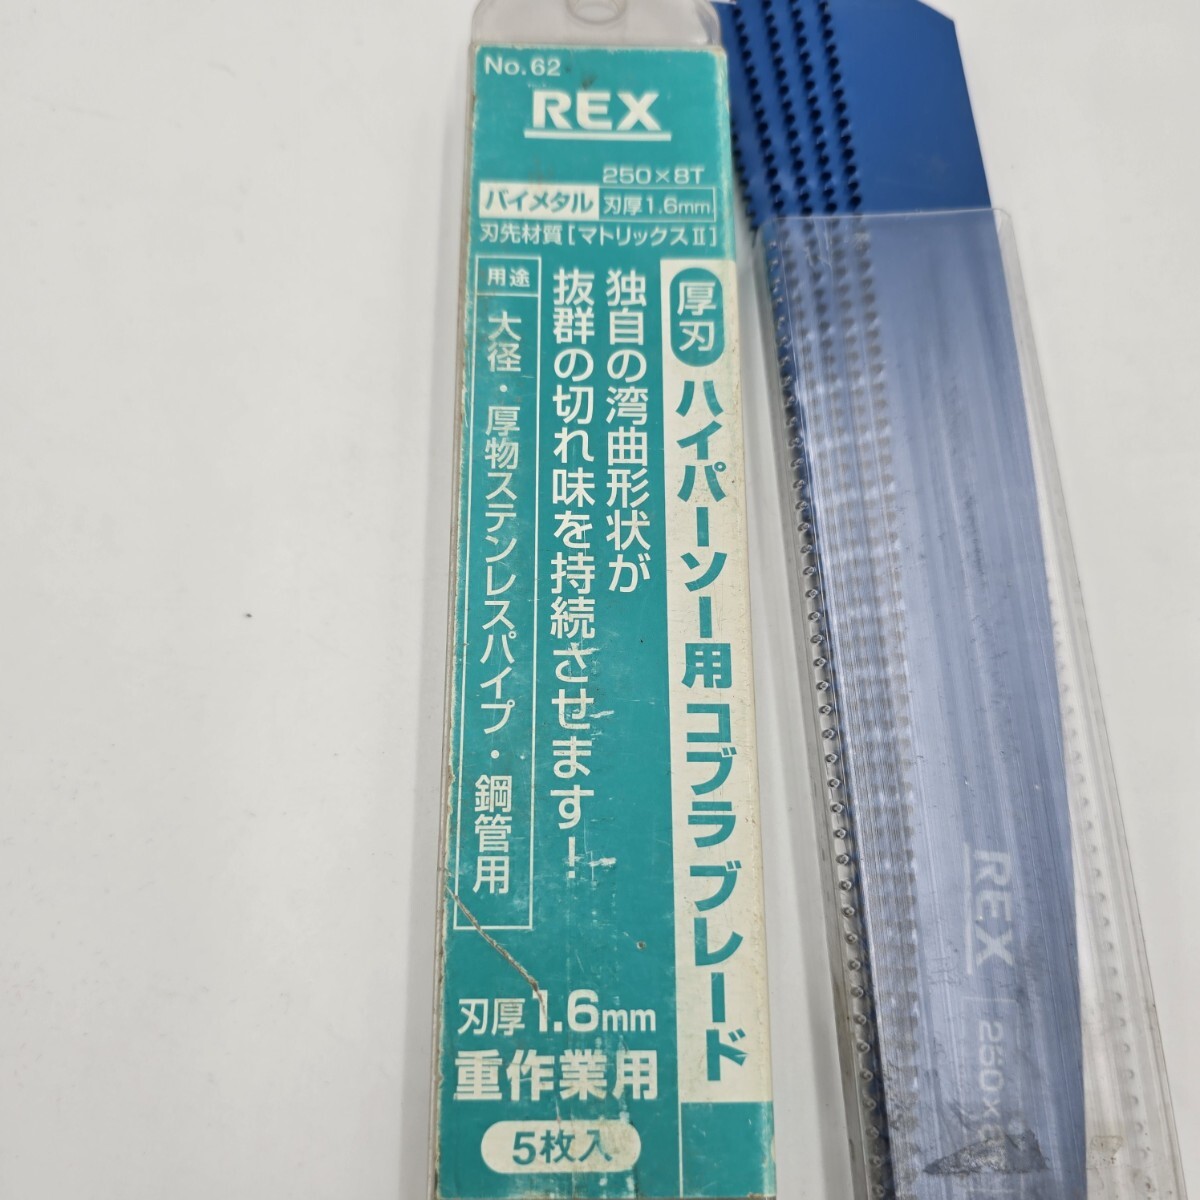 No.62
REX
250×8T
バイメタル 刃厚1.6mm
刃先材質[マトリックスⅡ]
厚刃 ハイパーソー用 コブラ ブレード
独自の湾曲形状が
抜群の切れ味を持続させます!
用途
大径・厚物ステンレスパイプ・鋼管用
刃厚1.6mm
重作業用
5枚入
REX
250×8